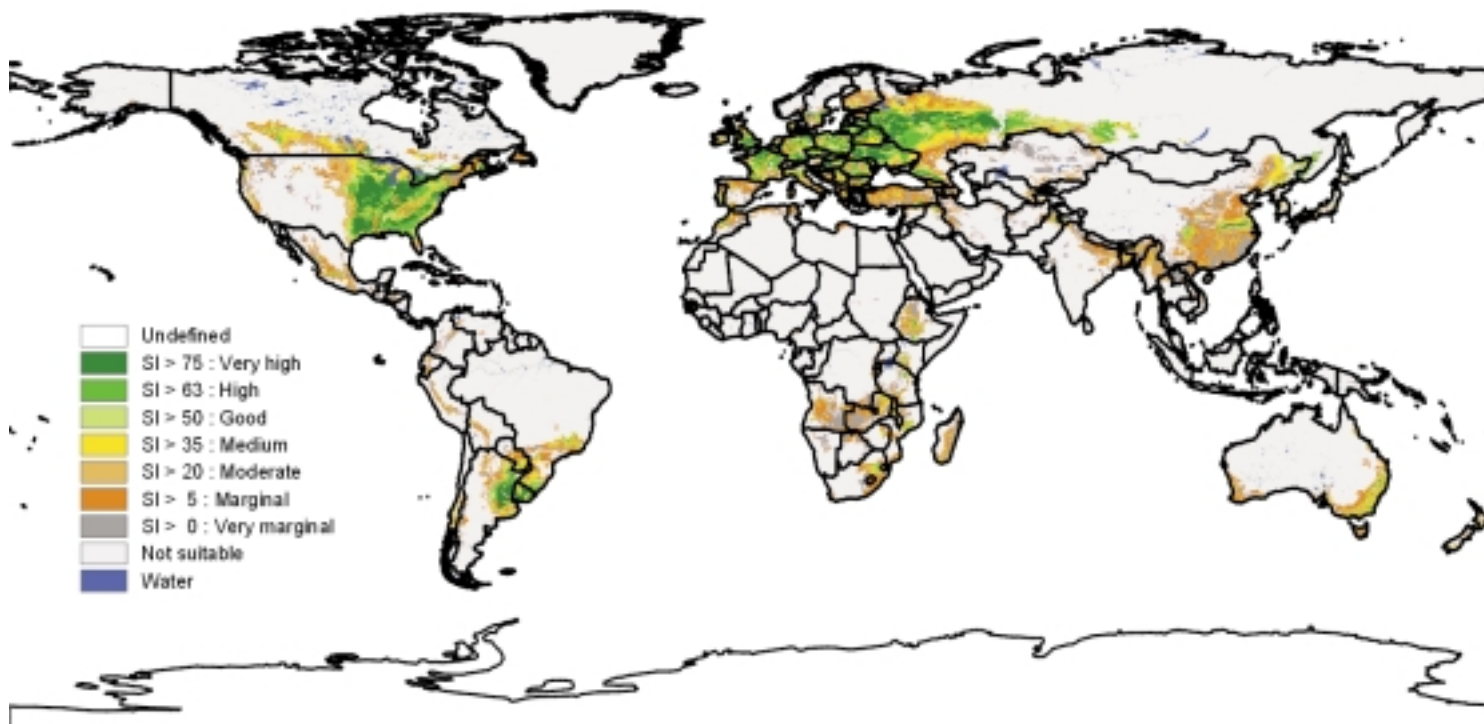 Undefined
SI > 75 : Very high
SI > 63 : High
SI > 50 : Good
SI > 35 : Medium
SI > 20 : Moderate
SI > 5 : Marginal
SI > 0 : Very marginal
Not suitable
Water